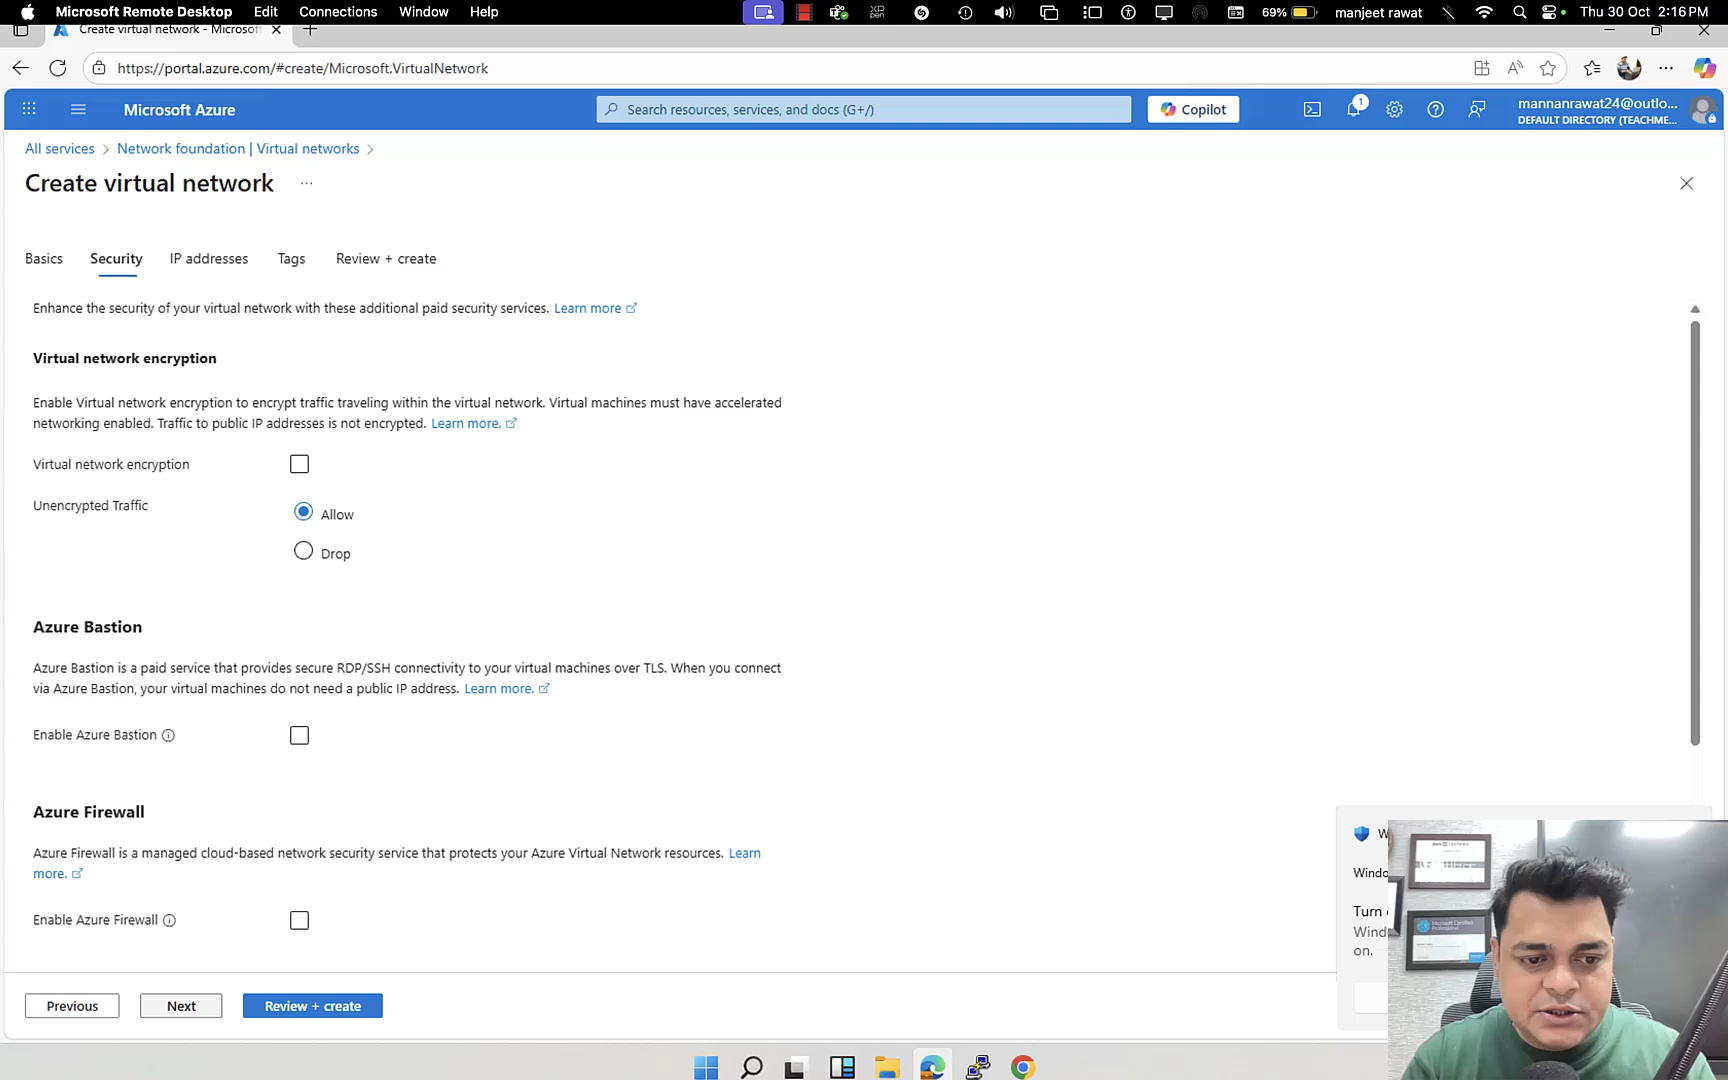 Microsoft Remote Desktop Edit Connections Window Help
XP pen
69% manjeet rawat Thu 30 Oct 2:16 PM
Create virtual network - Microsoft
https://portal.azure.com/#create/Microsoft.VirtualNetwork
Microsoft Azure
Search resources, services, and docs (G+/)
Copilot
1
mannanrawat24@outlo...
DEFAULT DIRECTORY (TEACHME...
All services > Network foundation | Virtual networks >
Create virtual network ...
Basics Security IP addresses Tags Review + create
Enhance the security of your virtual network with these additional paid security services. Learn more
Virtual network encryption
Enable Virtual network encryption to encrypt traffic traveling within the virtual network. Virtual machines must have accelerated
networking enabled. Traffic to public IP addresses is not encrypted. Learn more.
Virtual network encryption
Unencrypted Traffic
Allow
Drop
Azure Bastion
Azure Bastion is a paid service that provides secure RDP/SSH connectivity to your virtual machines over TLS. When you connect
via Azure Bastion, your virtual machines do not need a public IP address. Learn more.
Enable Azure Bastion
Azure Firewall
Azure Firewall is a managed cloud-based network security service that protects your Azure Virtual Network resources. Learn
more.
Enable Azure Firewall
Previous Next Review + create
Turn
on.